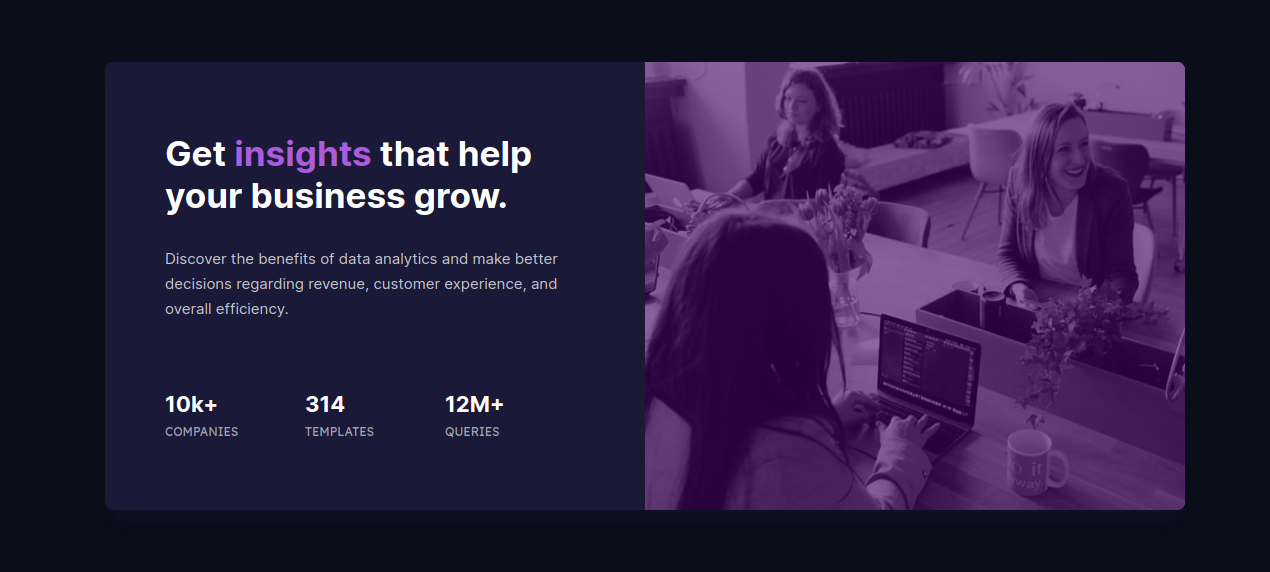 Get insights that help
your business grow.
Discover the benefits of data analytics and make better
decisions regarding revenue, customer experience, and
overall efficiency.
10k+ 314 12M+
COMPANIES TEMPLATES QUERIES